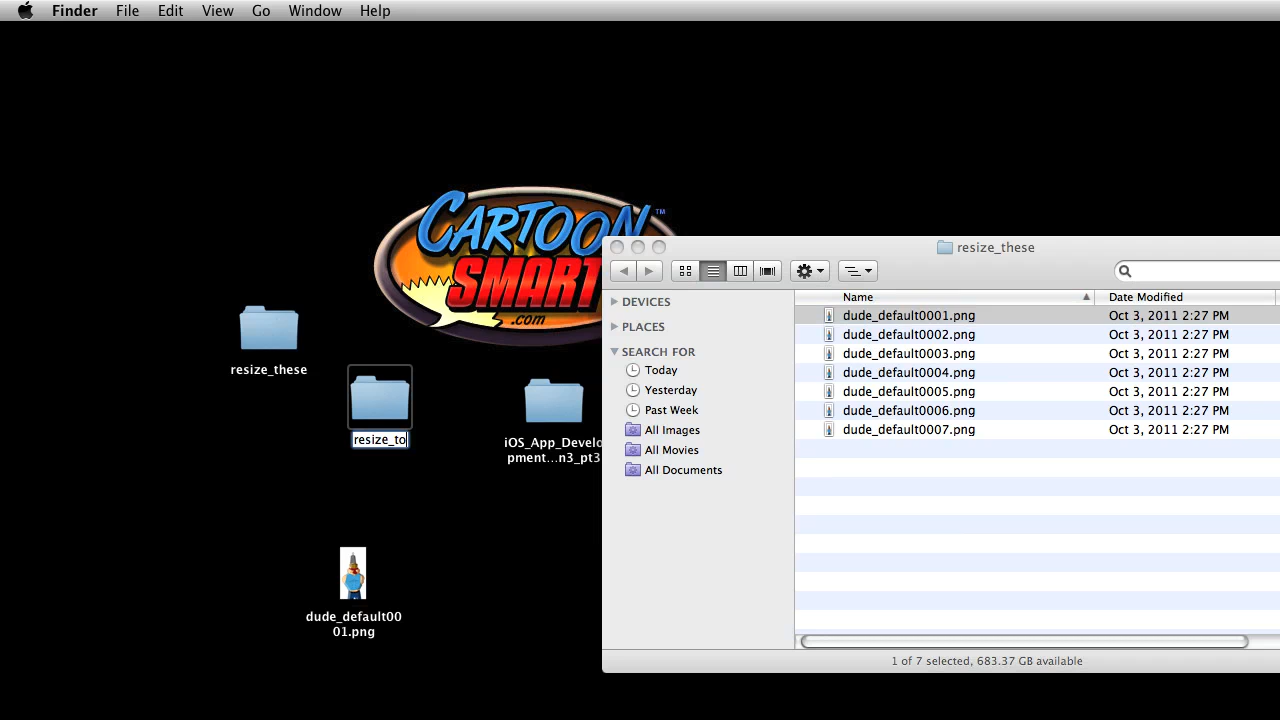 Finder File Edit View Go Window Help
CARTOON™
SMART
.com
resize_these
resize_to
iOS_App_Develo
pment...n3_pt3
dude_default00
01.png
resize_these
DEVICES
PLACES
SEARCH FOR
Today
Yesterday
Past Week
All Images
All Movies
All Documents
Name Date Modified
dude_default0001.png Oct 3, 2011 2:27 PM
dude_default0002.png Oct 3, 2011 2:27 PM
dude_default0003.png Oct 3, 2011 2:27 PM
dude_default0004.png Oct 3, 2011 2:27 PM
dude_default0005.png Oct 3, 2011 2:27 PM
dude_default0006.png Oct 3, 2011 2:27 PM
dude_default0007.png Oct 3, 2011 2:27 PM
1 of 7 selected, 683.37 GB available